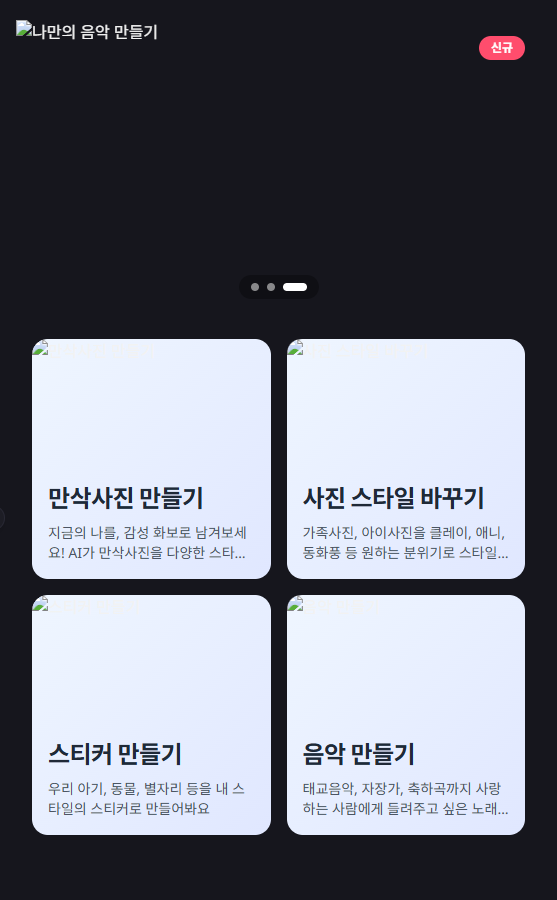 나만의 음악 만들기
신규
만삭사진 만들기
지금의 나를, 감성 화보로 남겨보세
요! AI가 만삭사진을 다양한 스타...
사진 스타일 바꾸기
가족사진, 아이사진을 클레이, 애니,
동화풍 등 원하는 분위기로 스타일...
스티커 만들기
우리 아기, 동물, 별자리 등을 내 스
타일의 스티커로 만들어봐요
음악 만들기
태교음악, 자장가, 축하곡까지 사랑
하는 사람에게 들려주고 싶은 노래...